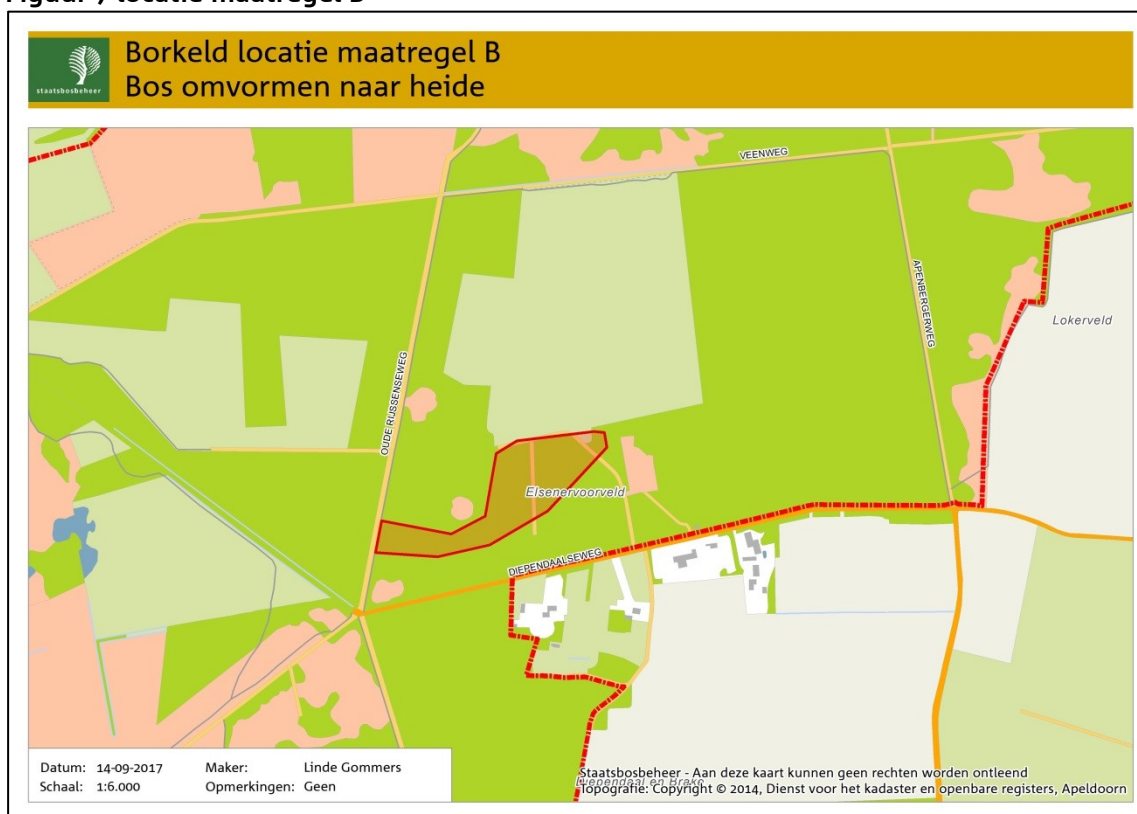 Figuur 7 locatie maatregel B
staatsbosbeheer
Borkeld locatie maatregel B
Bos omvormen naar heide
VEENWEG
OUDE RIJSSENSEWEG
APENBERGERWEG
Lokerveld
Elsenervoorveld
DIEPENDAALSEWEG
Datum: 14-09-2017 Maker: Linde Gommers
Schaal: 1:6.000 Opmerkingen: Geen
Staatsbosbeheer - Aan deze kaart kunnen geen rechten worden ontleend
Diependaal en Brake
Topografie: Copyright © 2014, Dienst voor het kadaster en openbare registers, Apeldoorn